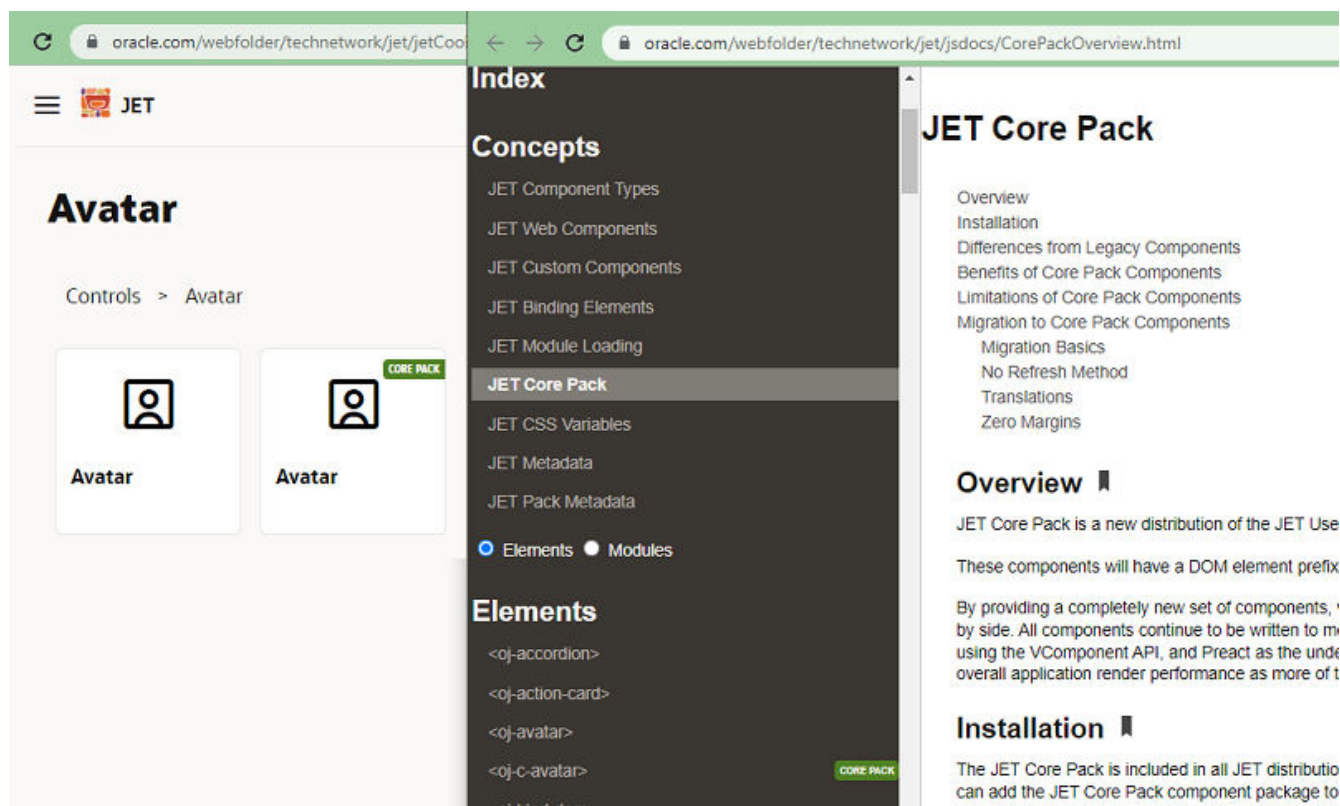 oracle.com/webfolder/technetwork/jet/jetCoo
JET
Avatar
Controls > Avatar
CORE PACK
Avatar
Avatar
oracle.com/webfolder/technetwork/jet/jsdocs/CorePackOverview.html
Index
Concepts
JET Component Types
JET Web Components
JET Custom Components
JET Binding Elements
JET Module Loading
JET Core Pack
JET CSS Variables
JET Metadata
JET Pack Metadata
Elements Modules
Elements
<oj-accordion>
<oj-action-card>
<oj-avatar>
<oj-c-avatar>
CORE PACK
JET Core Pack
Overview
Installation
Differences from Legacy Components
Benefits of Core Pack Components
Limitations of Core Pack Components
Migration to Core Pack Components
Migration Basics
No Refresh Method
Translations
Zero Margins
Overview
JET Core Pack is a new distribution of the JET Use
These components will have a DOM element prefix
By providing a completely new set of components,
by side. All components continue to be written to m
using the VComponent API, and Preact as the unde
overall application render performance as more of t
Installation
The JET Core Pack is included in all JET distributio
can add the JET Core Pack component package to